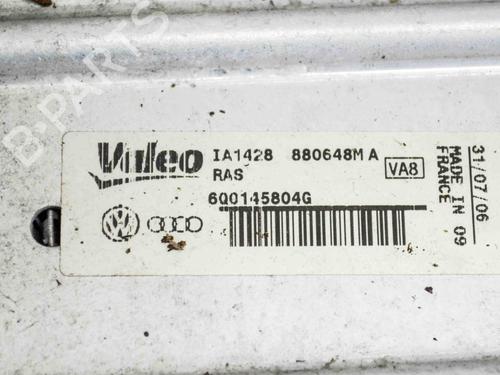 B-PARTS
Valeo
IA1428 880648M A
RAS
VA8
6Q0145804G
31/07/06
MADE IN 09
FRANCE